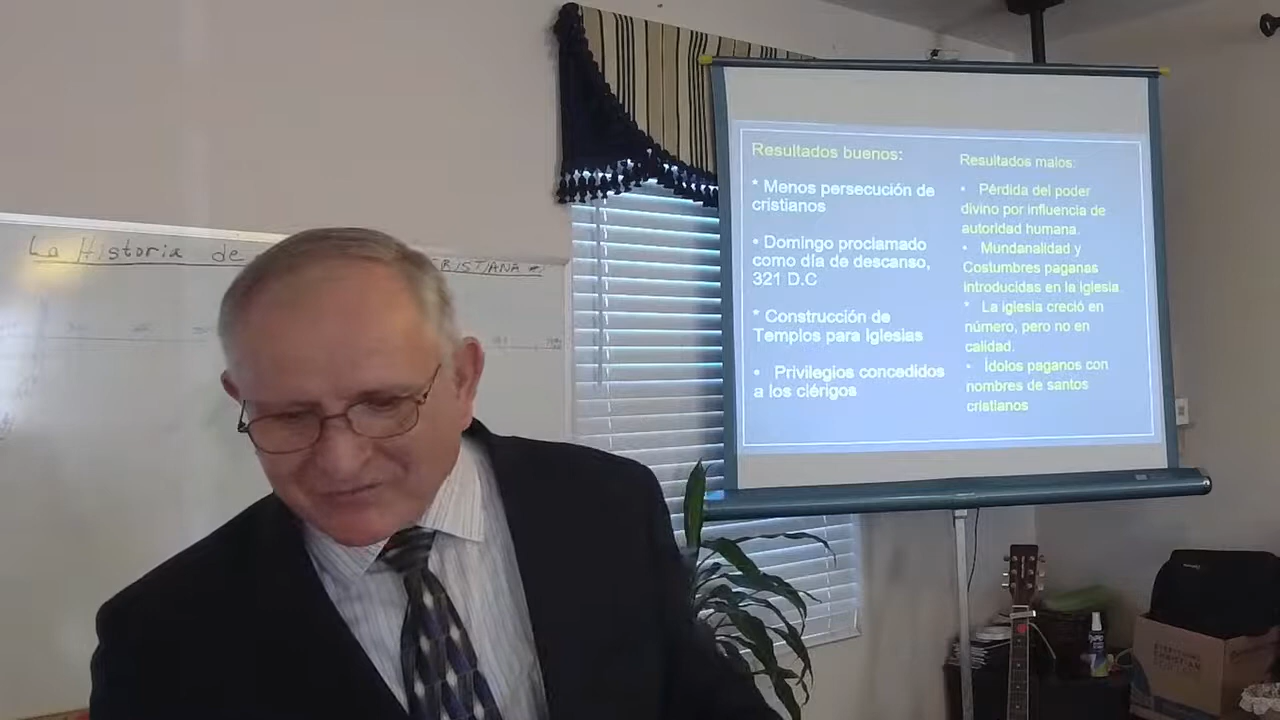 La Historia de
RISTIANA
Resultados buenos:
* Menos persecución de
cristianos
• Domingo proclamado
como día de descanso,
321 D.C
* Construcción de
Templos para Iglesias
• Privilegios concedidos
a los clérigos
Resultados malos:
• Pérdida del poder
divino por influencia de
autoridad humana.
• Mundanalidad y
Costumbres paganas
introducidas en la iglesia
* La iglesia creció en
número, pero no en
calidad.
• Ídolos paganos con
nombres de santos
cristianos
EXPO
CHRISTIAN